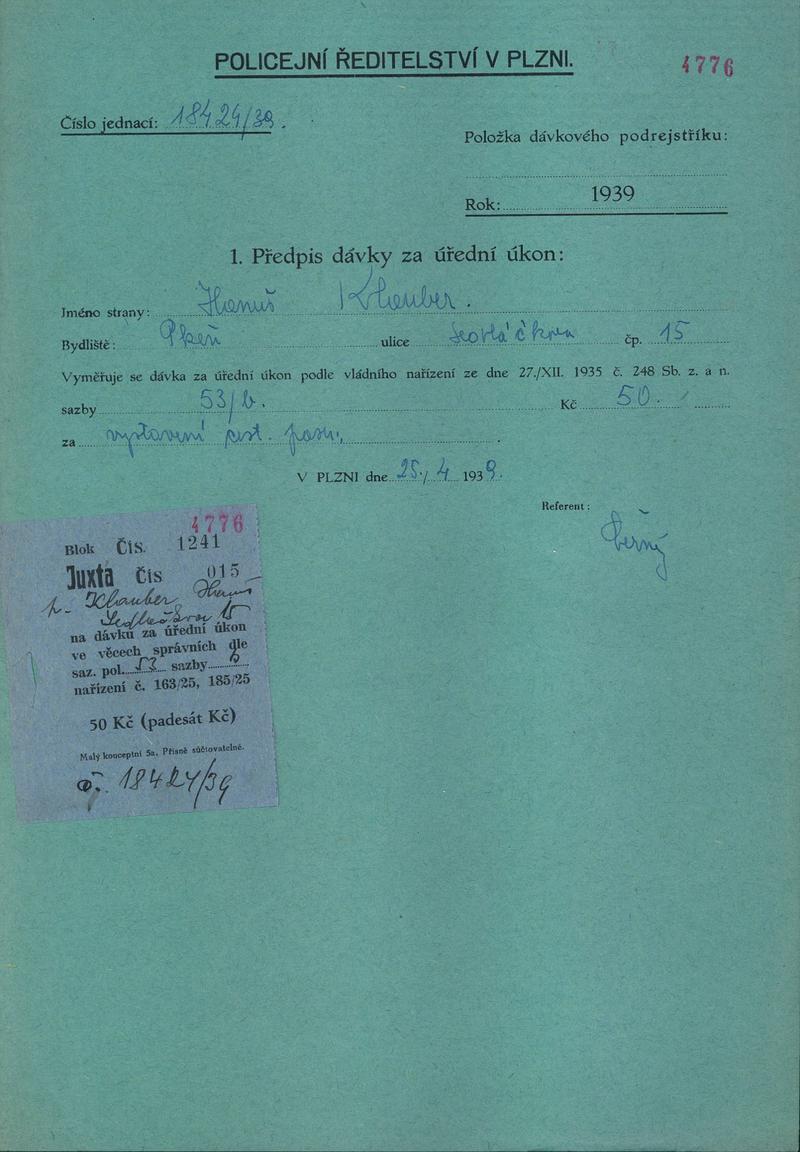 POLICEJNÍ ŘEDITELSTVÍ V PLZNI.
4776
Číslo jednací: 18424/39.
Položka dávkového podrejstříku:
Rok: 1939
1. Předpis dávky za úřední úkon:
Jméno strany: Hanuš Klauber.
Bydliště: Plzeň ulice čp. 15
Vyměřuje se dávka za úřední úkon podle vládního nařízení ze dne 27./XII. 1935 č. 248 Sb. z. a n.
sazby 53/b. Kč 50.
za vystavení cest. pasu.
V PLZNI dne 25./4. 1939.
Referent:
Černý
4776
Blok Čís. 1241
Juxta Čís 015
p. Klauber Hanuš
15
na dávku za úřední úkon
ve věcech správních dle
saz. pol. 53 sazby b
nařízení č. 163/25, 185/25
50 Kč (padesát Kč)
Malý konceptní 5a. Přísně súčtovatelné.
18424/39